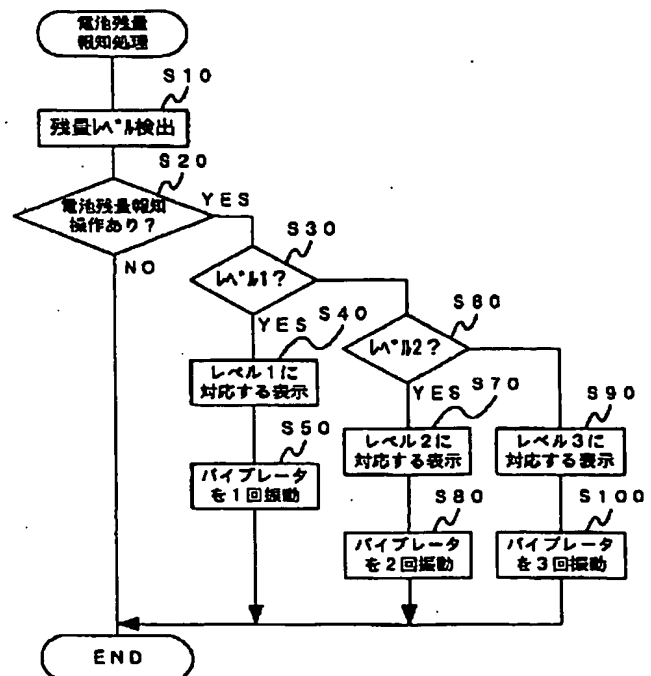 電池残量
報知処理
S10
残量レベル検出
S20
電池残量報知
操作あり?
YES
NO
S30
レベル1?
YES
S40
レベル1に
対応する表示
S50
バイブレータ
を1回振動
S60
レベル2?
YES
S70
レベル2に
対応する表示
S80
バイブレータ
を2回振動
S90
レベル3に
対応する表示
S100
バイブレータ
を3回振動
END